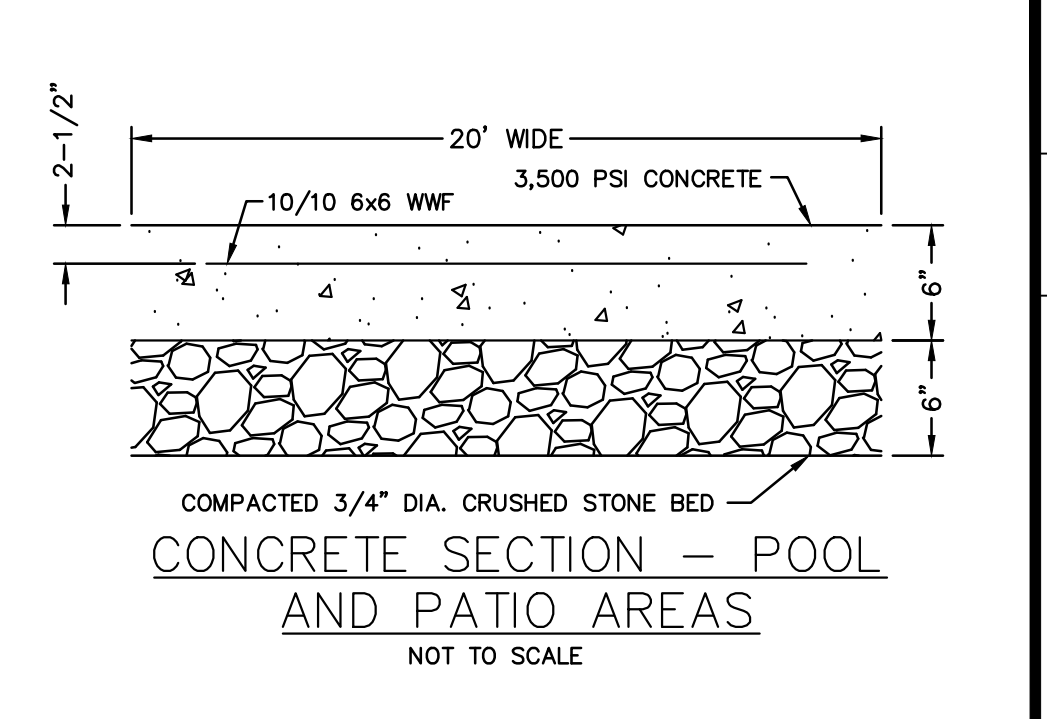 2-1/2"
20' WIDE
3,500 PSI CONCRETE
10/10 6x6 WWF
6"
6"
COMPACTED 3/4" DIA. CRUSHED STONE BED
CONCRETE SECTION - POOL
AND PATIO AREAS
NOT TO SCALE